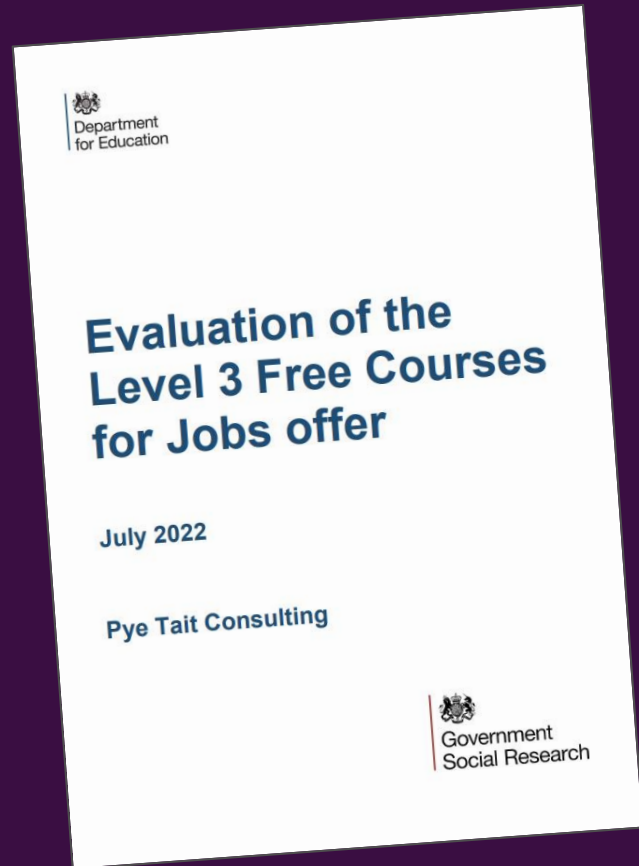 Department
for Education
Evaluation of the
Level 3 Free Courses
for Jobs offer
July 2022
Pye Tait Consulting
Government
Social Research